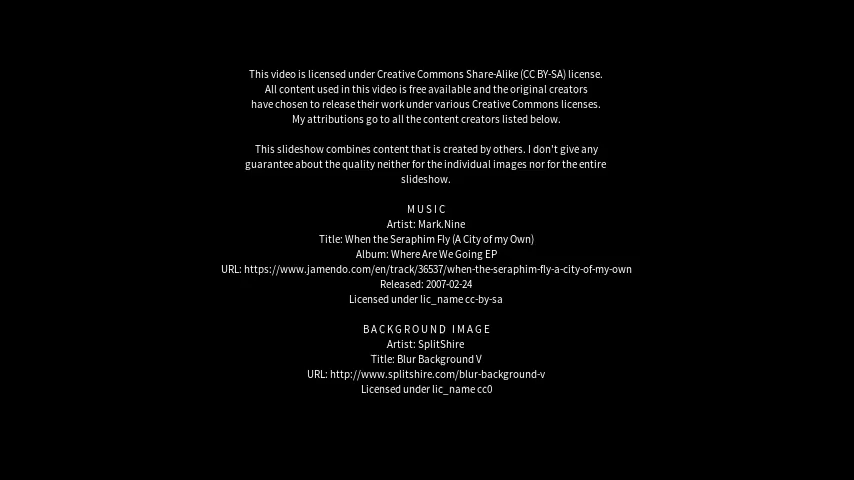 This video is licensed under Creative Commons Share-Alike (CC BY-SA) license.
All content used in this video is free available and the original creators
have chosen to release their work under various Creative Commons licenses.
My attributions go to all the content creators listed below.
This slideshow combines content that is created by others. I don't give any
guarantee about the quality neither for the individual images nor for the entire
slideshow.
MUSIC
Artist: Mark.Nine
Title: When the Seraphim Fly (A City of my Own)
Album: Where Are We Going EP
URL: https://www.jamendo.com/en/track/36537/when-the-seraphim-fly-a-city-of-my-own
Released: 2007-02-24
Licensed under lic_name cc-by-sa
BACKGROUND IMAGE
Artist: SplitShire
Title: Blur Background V
URL: http://www.splitshire.com/blur-background-v
Licensed under lic_name cc0